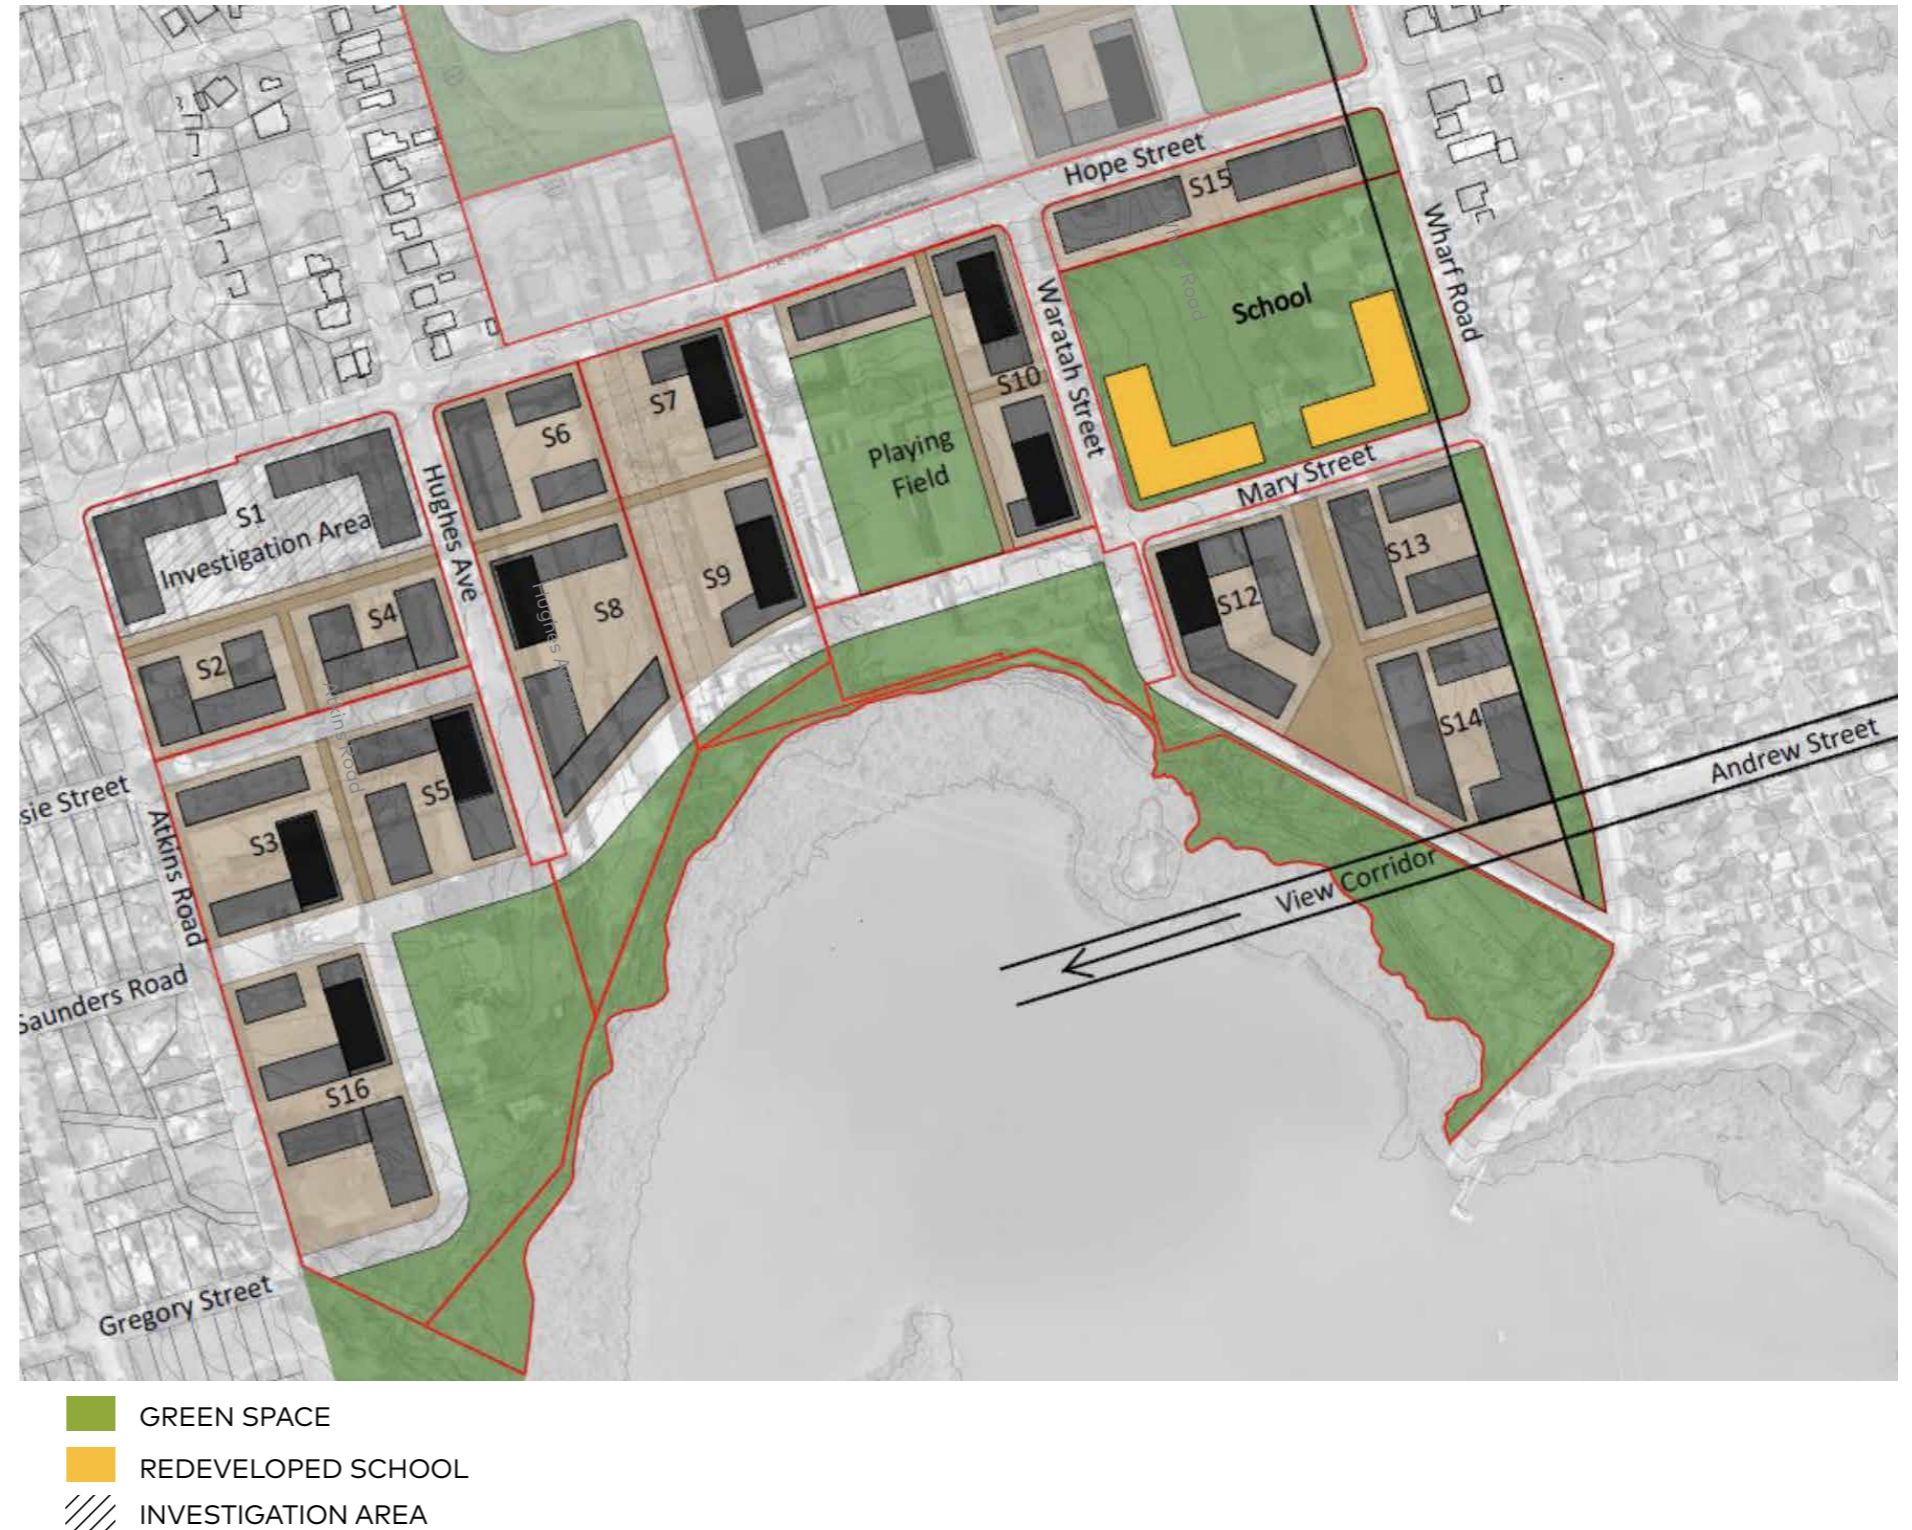 Hope Street
S15
Wharf Road
School
Waratah Street
S10
S7
S6
Playing
Field
Mary Street
Hughes Ave
S1
Investigation Area
S13
S9
S8
S12
S4
S2
Atkins Road
S14
Andrew Street
S5
sie Street
S3
Atkins Road
View Corridor
Saunders Road
S16
Gregory Street
GREEN SPACE
REDEVELOPED SCHOOL
INVESTIGATION AREA